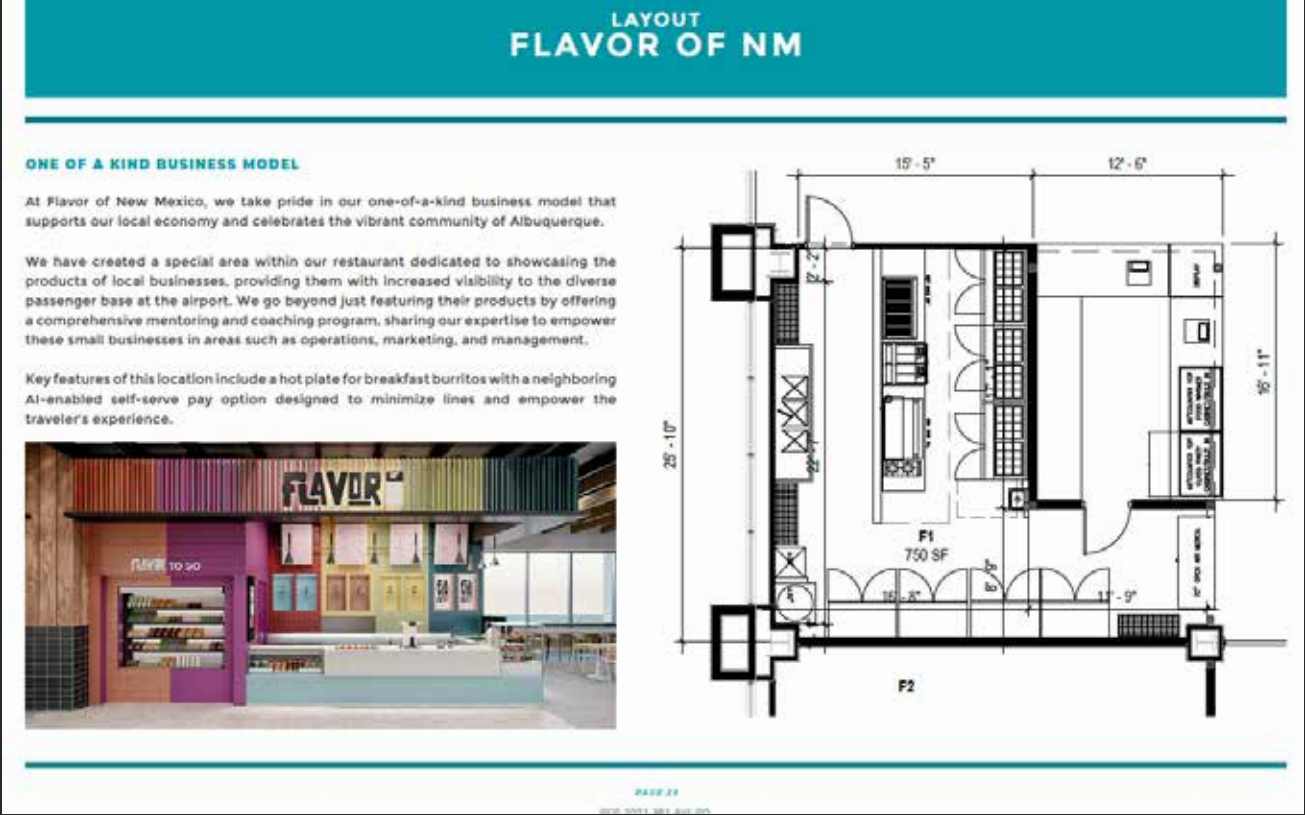 LAYOUT
FLAVOR OF NM
ONE OF A KIND BUSINESS MODEL
At Flavor of New Mexico, we take pride in our one-of-a-kind business model that
supports our local economy and celebrates the vibrant community of Albuquerque.
We have created a special area within our restaurant dedicated to showcasing the
products of local businesses, providing them with increased visibility to the diverse
passenger base at the airport. We go beyond just featuring their products by offering
a comprehensive mentoring and coaching program, sharing our expertise to empower
these small businesses in areas such as operations, marketing, and management.
Key features of this location include a hot plate for breakfast burritos with a neighboring
AI-enabled self-serve pay option designed to minimize lines and empower the
traveler's experience.
FLAVOR
FLAVOR TO GO
15' - 5"
12' - 6"
DISPLAY
16' - 11"
25' - 10"
F1
750 SF
8' - 9"
16' - 8"
11' - 9"
F2